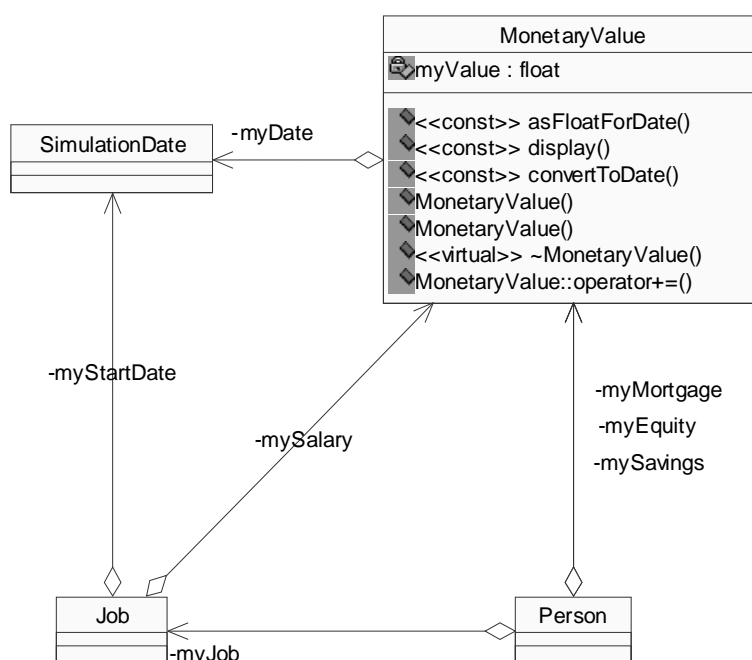 MonetaryValue
myValue : float
<<const>> asFloatForDate()
<<const>> display()
<<const>> convertToDate()
MonetaryValue()
MonetaryValue()
<<virtual>> ~MonetaryValue()
MonetaryValue::operator+=()
-myDate
SimulationDate
-myStartDate
-mySalary
-myMortgage
-myEquity
-mySavings
Job
Person
-myJob